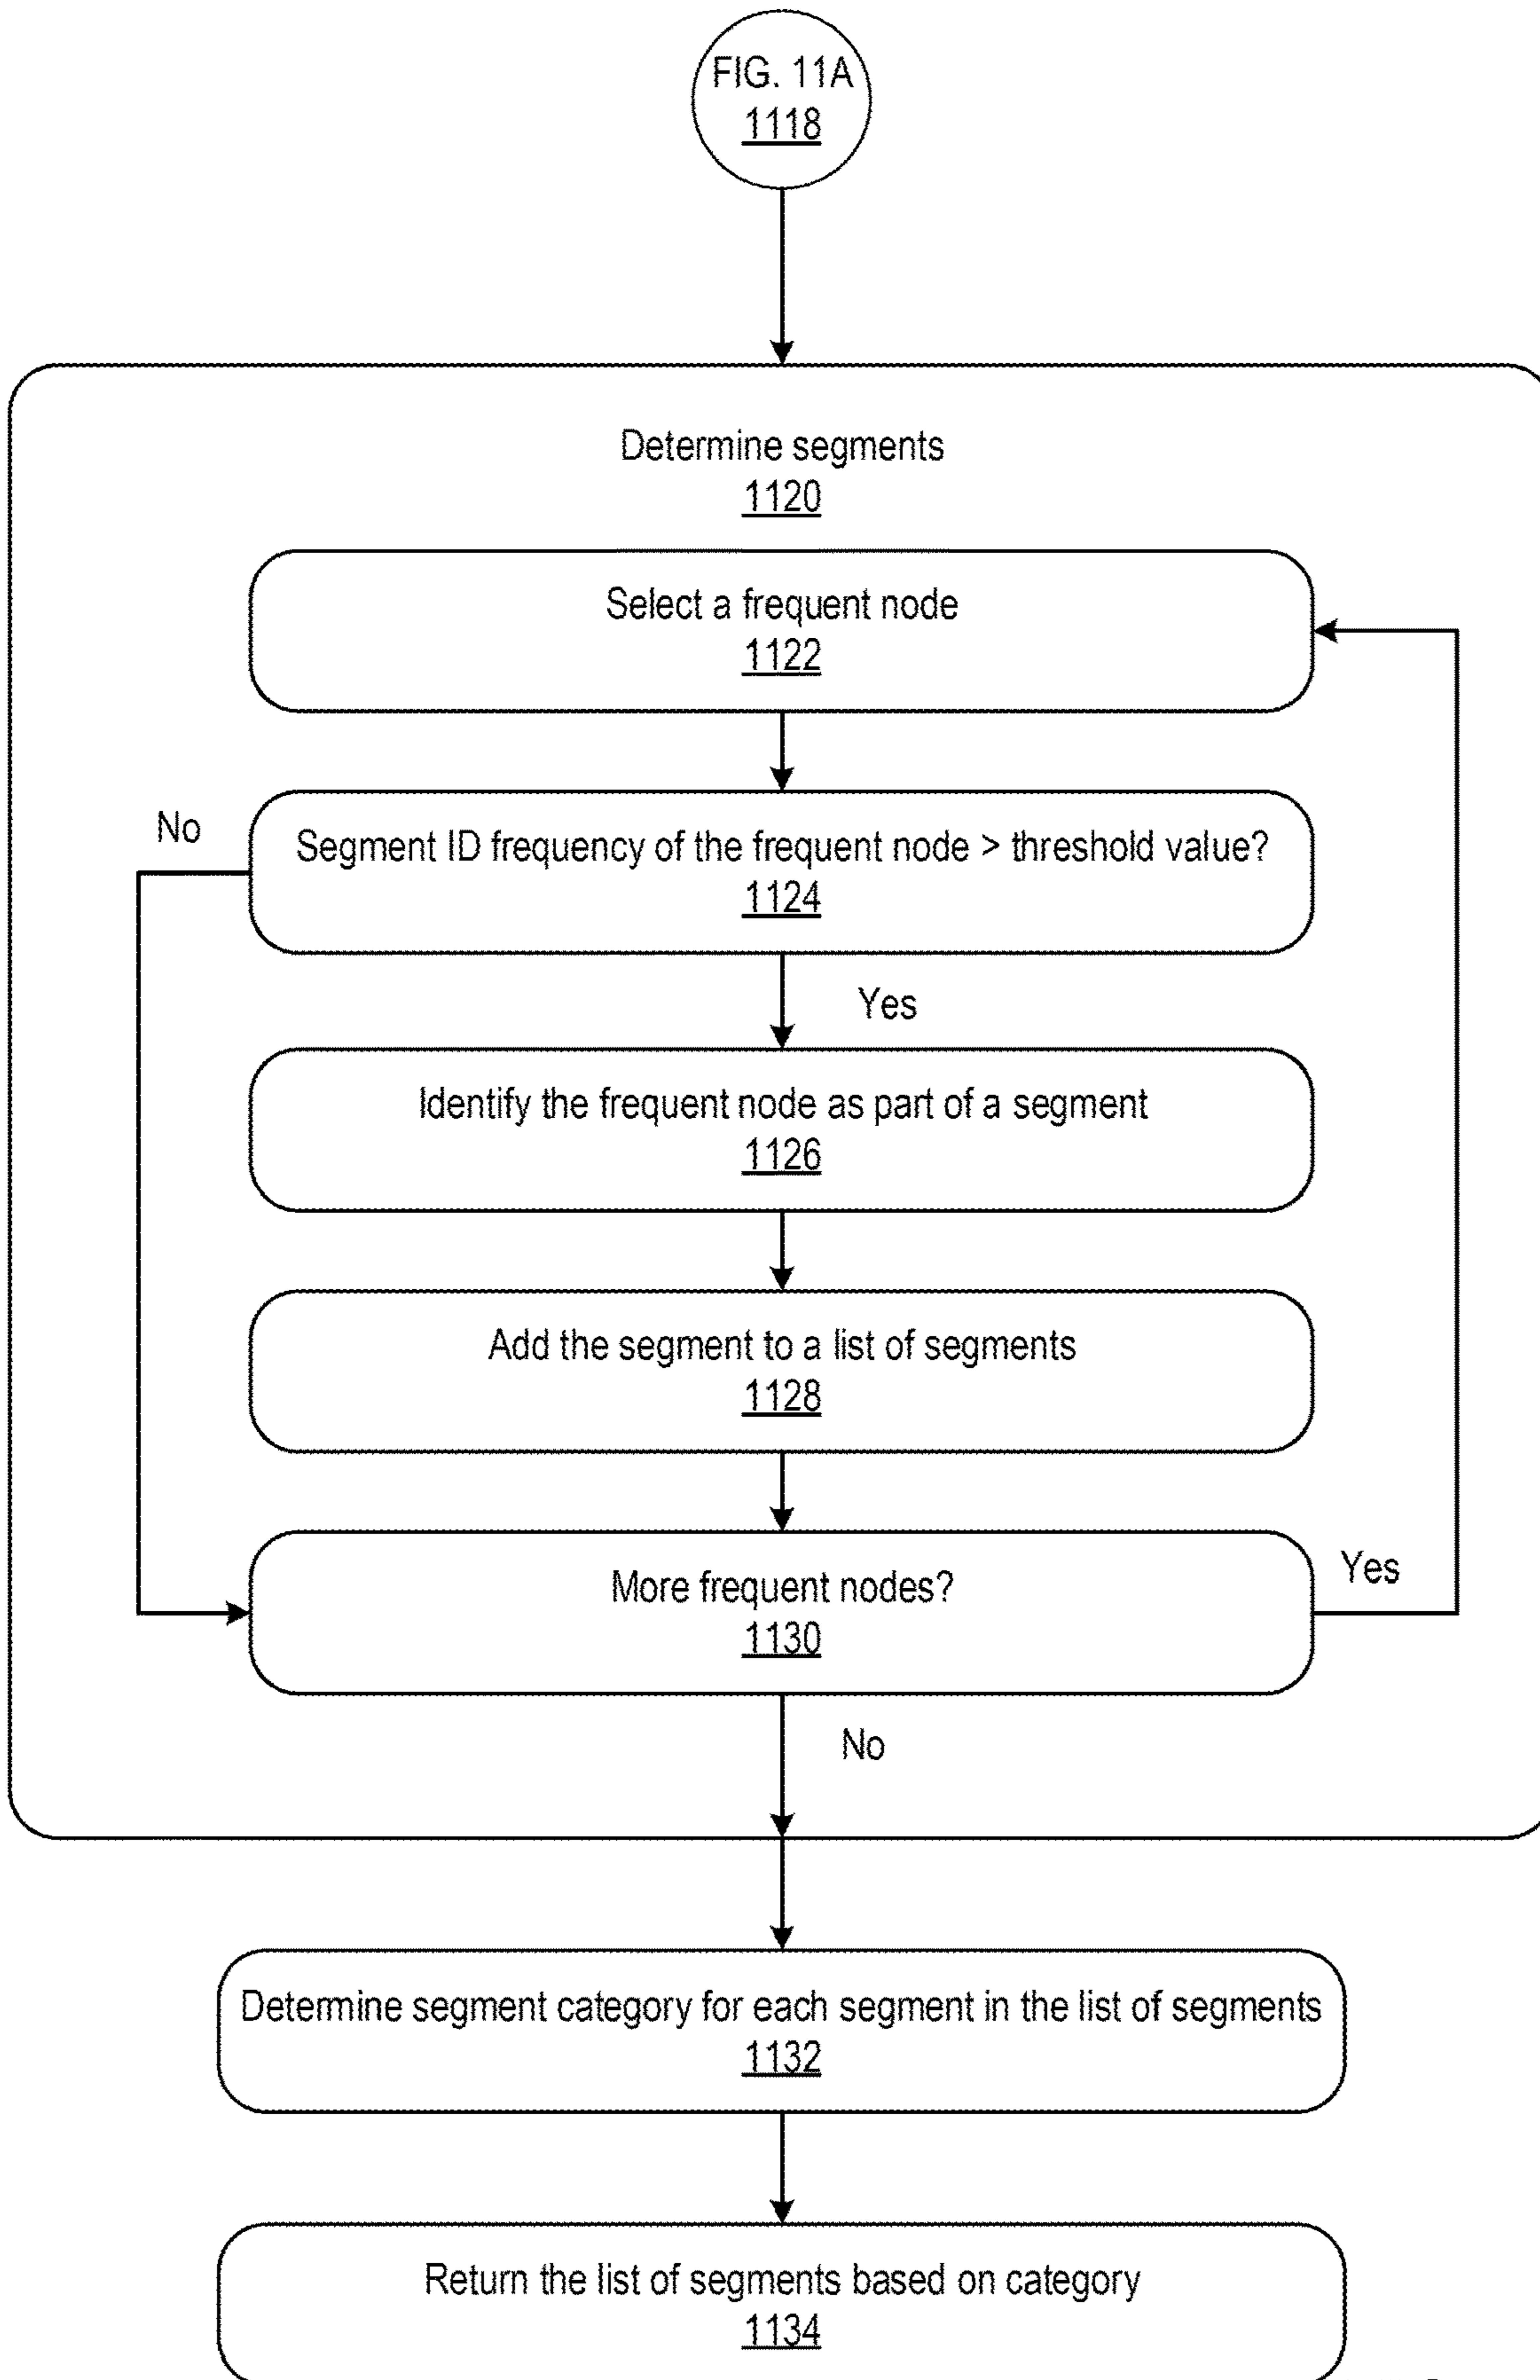 FIG. 11A
1118
Determine segments
1120
Select a frequent node
1122
No
Segment ID frequency of the frequent node > threshold value?
1124
Yes
Identify the frequent node as part of a segment
1126
Add the segment to a list of segments
1128
More frequent nodes?
1130
Yes
No
Determine segment category for each segment in the list of segments
1132
Return the list of segments based on category
1134